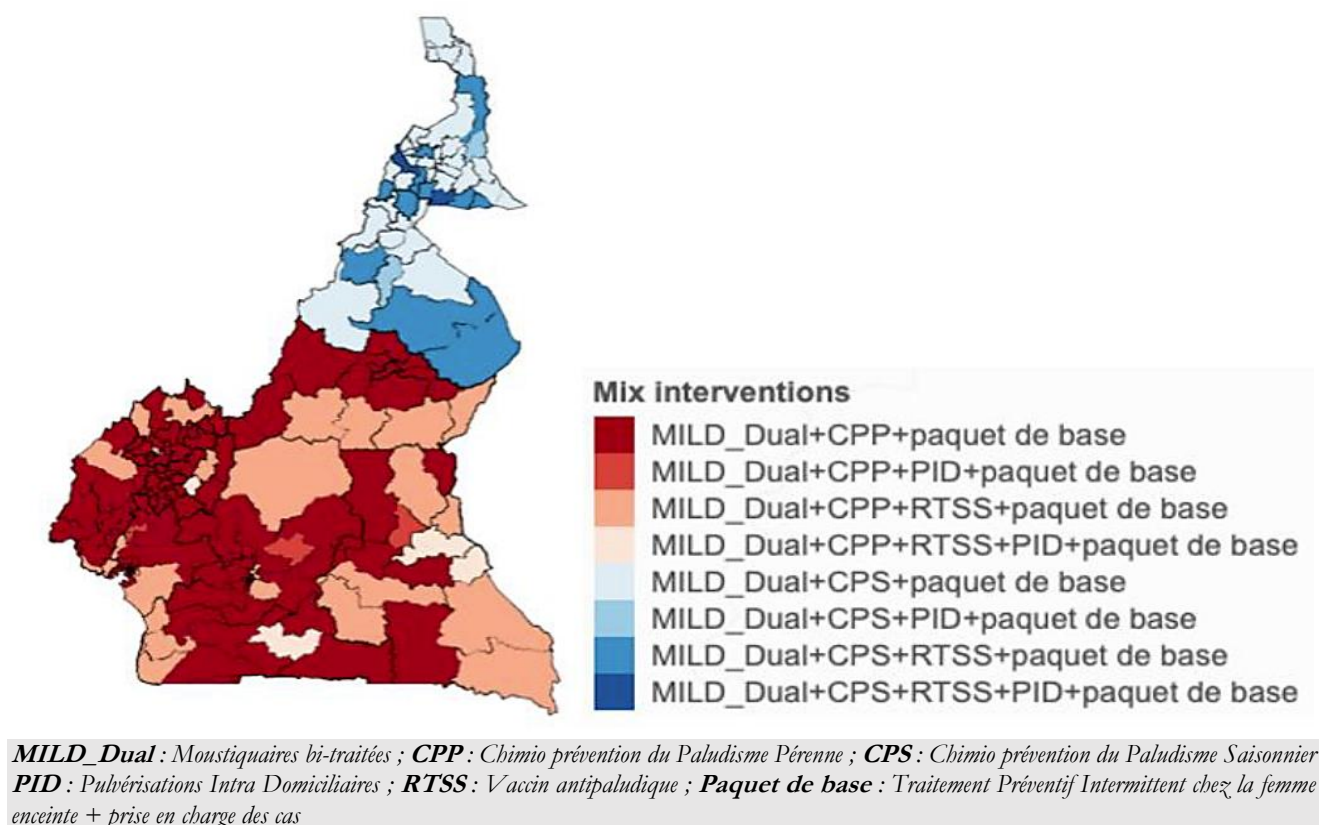 Mix interventions
MILD_Dual+CPP+paquet de base
MILD_Dual+CPP+PID+paquet de base
MILD_Dual+CPP+RTSS+paquet de base
MILD_Dual+CPP+RTSS+PID+paquet de base
MILD_Dual+CPS+paquet de base
MILD_Dual+CPS+PID+paquet de base
MILD_Dual+CPS+RTSS+paquet de base
MILD_Dual+CPS+RTSS+PID+paquet de base
MILD_Dual : Moustiquaires bi-traitées ; CPP : Chimio prévention du Paludisme Pérenne ; CPS : Chimio prévention du Paludisme Saisonnier
PID : Pulvérisations Intra Domiciliaires ; RTSS : Vaccin antipaludique ; Paquet de base : Traitement Préventif Intermittent chez la femme
enceinte + prise en charge des cas